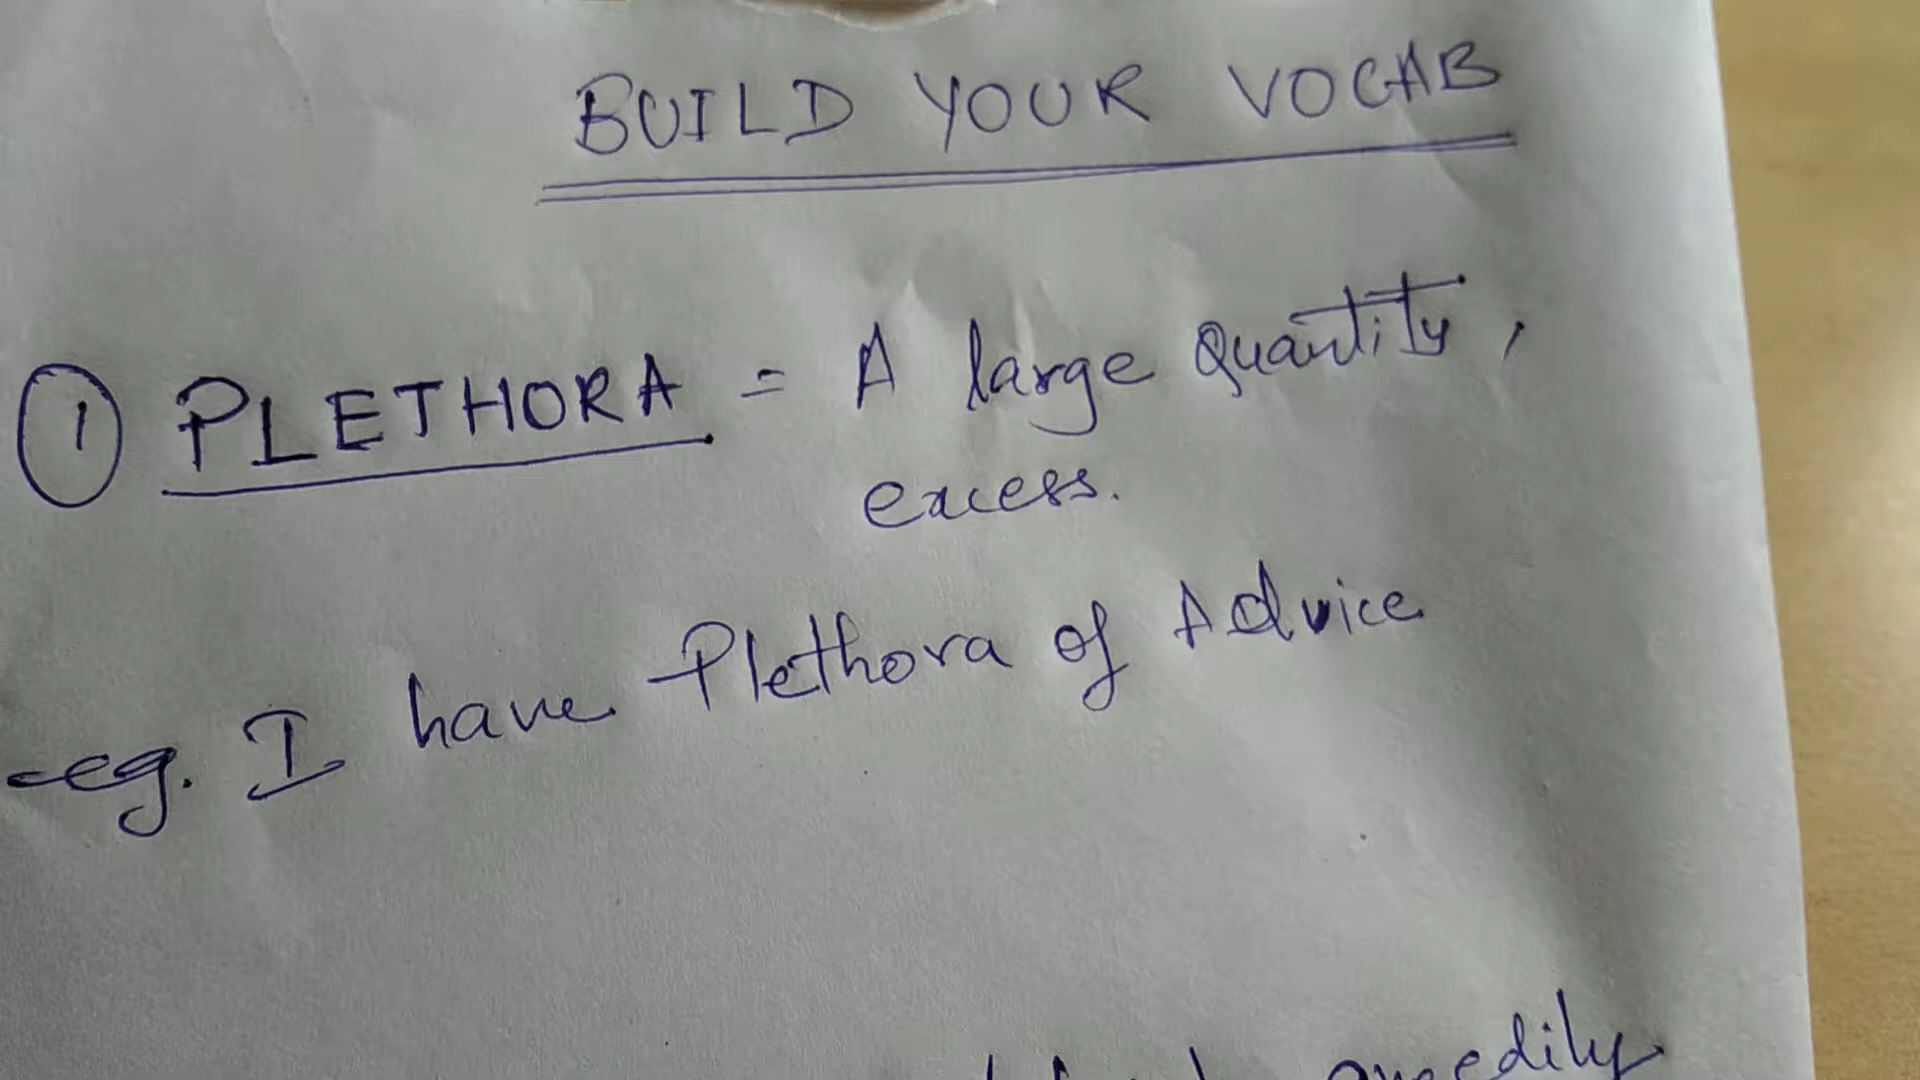 BUILD YOUR VOCAB
① PLETHORA = A large Quantity,
excess.
eg. I have Plethora of Advice